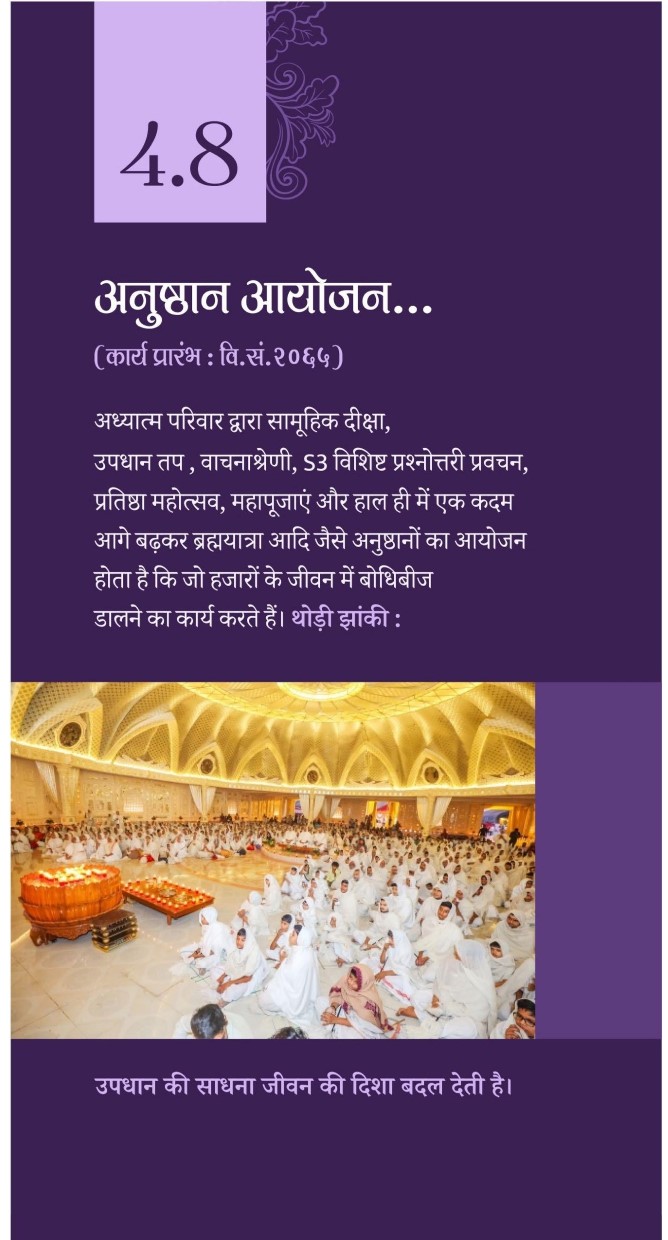 4.8
अनुष्ठान आयोजन...
(कार्य प्रारंभ : वि.सं.२०६५)
अध्यात्म परिवार द्वारा सामूहिक दीक्षा,
उपधान तप , वाचनाश्रेणी, S3 विशिष्ट प्रश्नोत्तरी प्रवचन,
प्रतिष्ठा महोत्सव, महापूजाएं और हाल ही में एक कदम
आगे बढ़कर ब्रह्मयात्रा आदि जैसे अनुष्ठानों का आयोजन
होता है कि जो हजारों के जीवन में बोधिबीज
डालने का कार्य करते हैं। थोड़ी झांकी :
उपधान की साधना जीवन की दिशा बदल देती है।